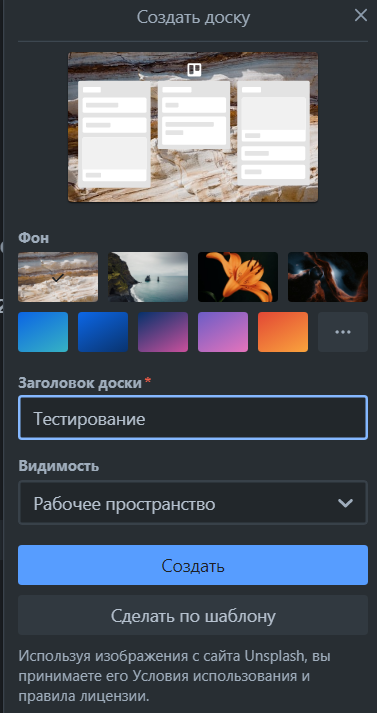 Создать доску
Фон
Заголовок доски *
Тестирование
Видимость
Рабочее пространство
Создать
Сделать по шаблону
Используя изображения с сайта Unsplash, вы
принимаете его Условия использования и
правила лицензии.